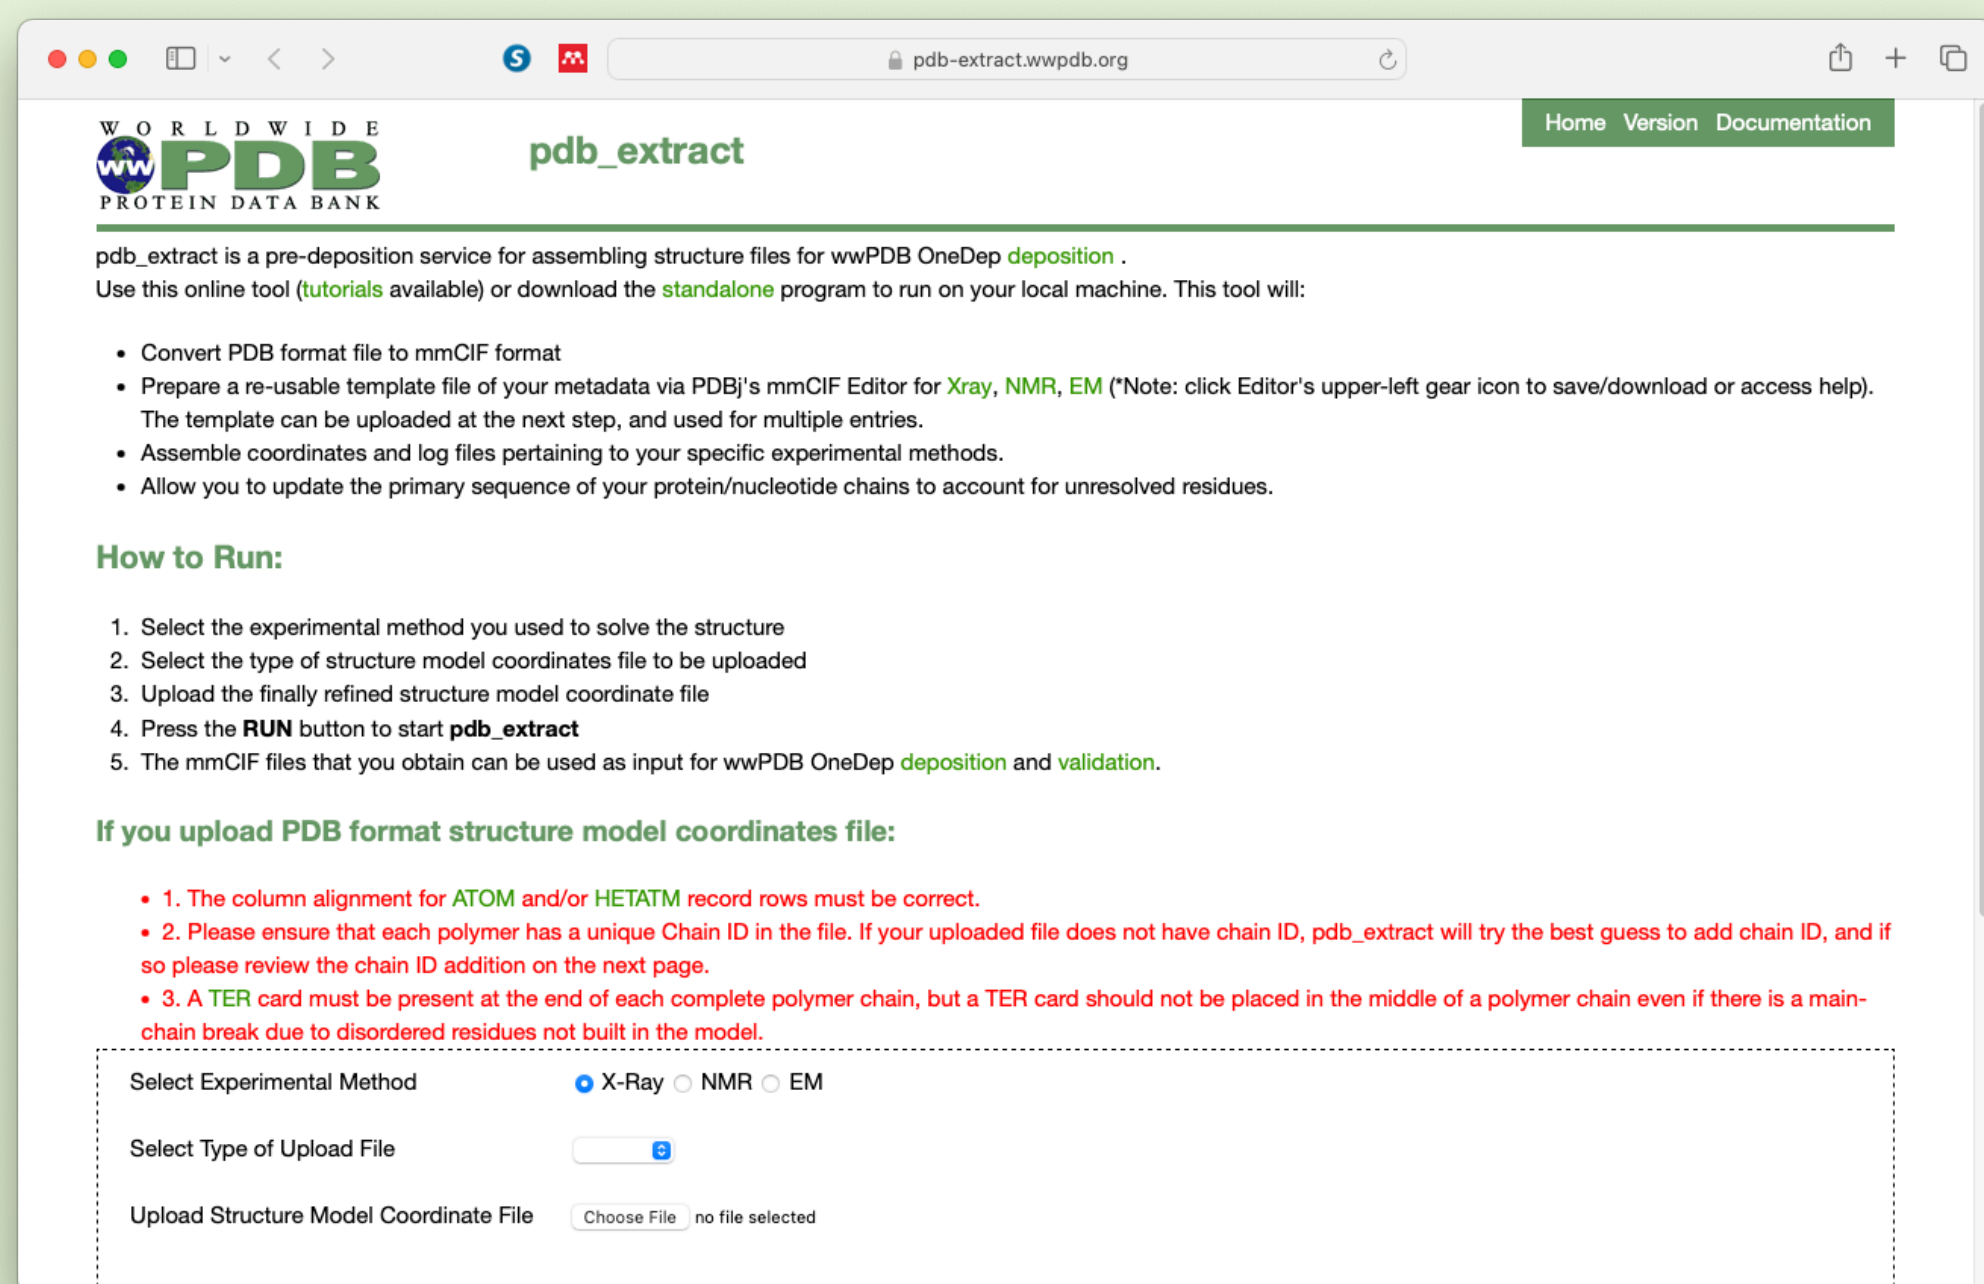 pdb-extract.wwpdb.org
Home Version Documentation
WORLDWIDE
ww PDB
PROTEIN DATA BANK
pdb_extract
pdb_extract is a pre-deposition service for assembling structure files for wwPDB OneDep deposition .
Use this online tool (tutorials available) or download the standalone program to run on your local machine. This tool will:
• Convert PDB format file to mmCIF format
• Prepare a re-usable template file of your metadata via PDBj's mmCIF Editor for Xray, NMR, EM (*Note: click Editor's upper-left gear icon to save/download or access help).
The template can be uploaded at the next step, and used for multiple entries.
• Assemble coordinates and log files pertaining to your specific experimental methods.
• Allow you to update the primary sequence of your protein/nucleotide chains to account for unresolved residues.
How to Run:
1. Select the experimental method you used to solve the structure
2. Select the type of structure model coordinates file to be uploaded
3. Upload the finally refined structure model coordinate file
4. Press the RUN button to start pdb_extract
5. The mmCIF files that you obtain can be used as input for wwPDB OneDep deposition and validation.
If you upload PDB format structure model coordinates file:
• 1. The column alignment for ATOM and/or HETATM record rows must be correct.
• 2. Please ensure that each polymer has a unique Chain ID in the file. If your uploaded file does not have chain ID, pdb_extract will try the best guess to add chain ID, and if
so please review the chain ID addition on the next page.
• 3. A TER card must be present at the end of each complete polymer chain, but a TER card should not be placed in the middle of a polymer chain even if there is a main-
chain break due to disordered residues not built in the model.
Select Experimental Method X-Ray NMR EM
Select Type of Upload File
Upload Structure Model Coordinate File Choose File no file selected